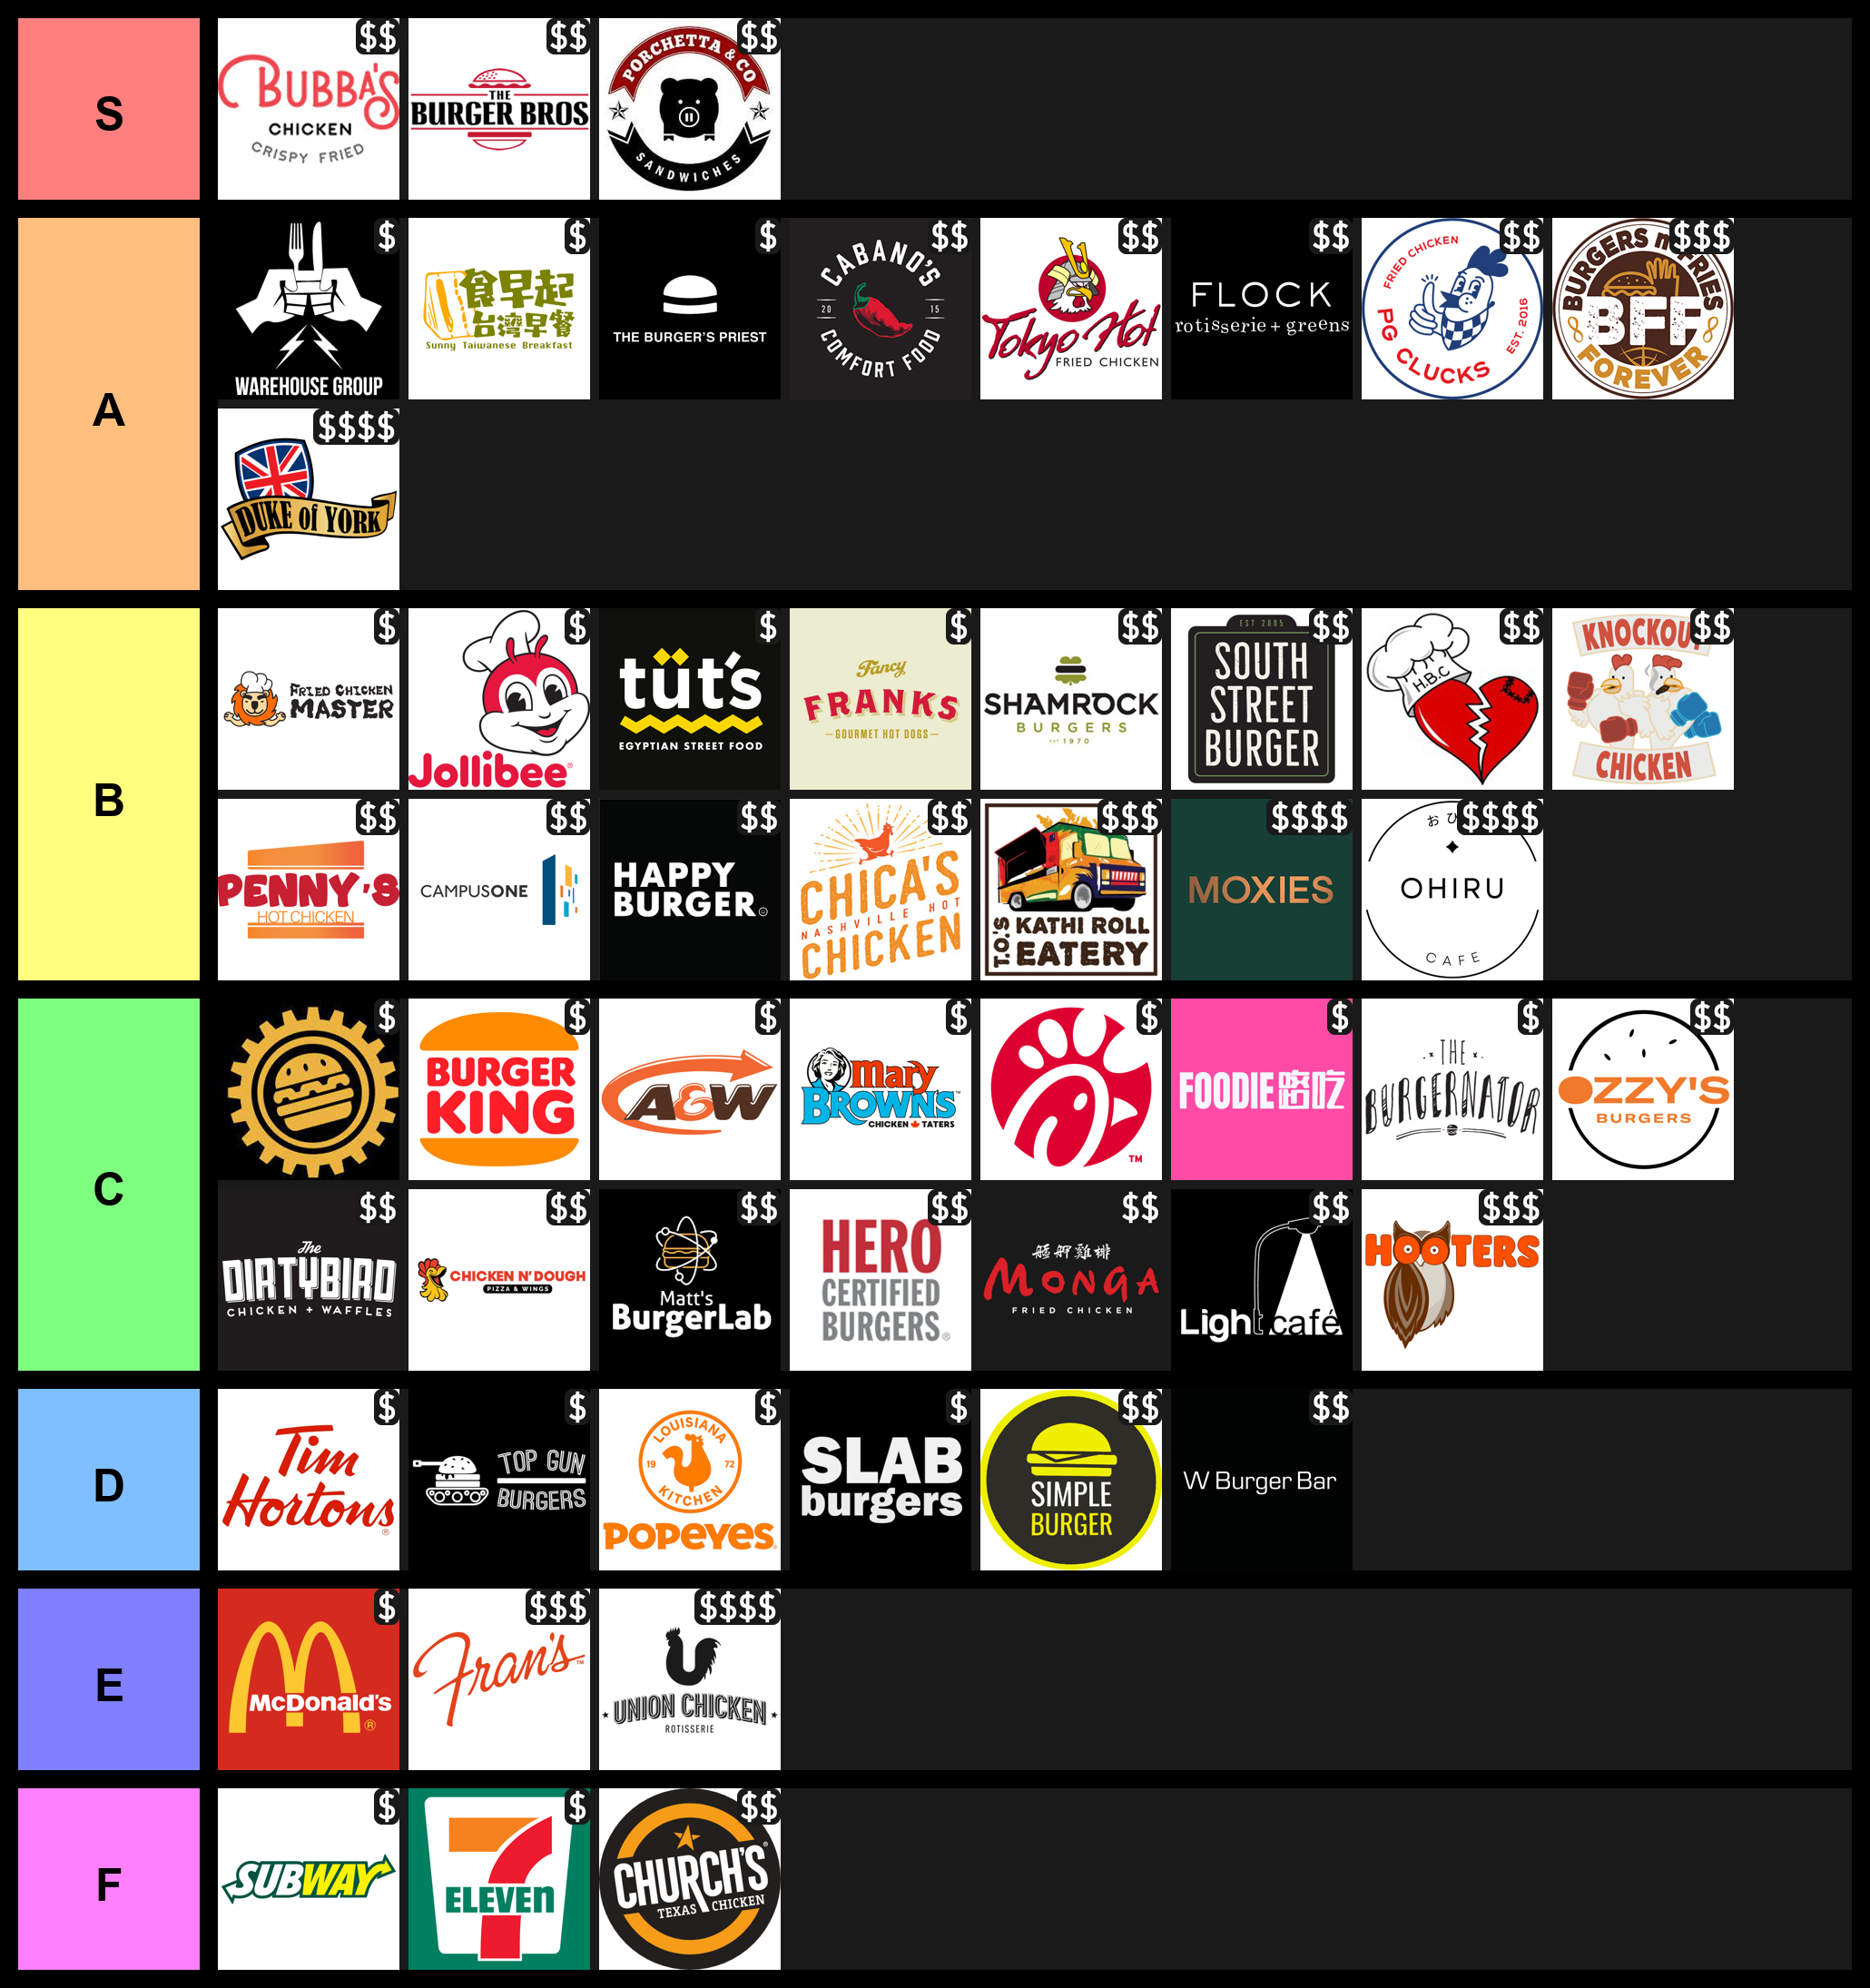 S
$$
BUBBA'S
CHICKEN
CRISPY FRIED
$$
THE
BURGER BROS
$$
PORCHETTA & CO
SANDWICHES
A
$
WAREHOUSE GROUP
$
食早起
台湾早餐
Sunny Taiwanese Breakfast
$
THE BURGER'S PRIEST
$$
CABANO'S
20 15
COMFORT FOOD
$$
Tokyo Hot
FRIED CHICKEN
$$
FLOCK
rotisserie + greens
$$
FRIED CHICKEN
PG CLUCKS
EST. 2016
$$$
BURGERS n' FRIES
BFF
FOREVER
$$$$
DUKE of YORK
B
$
FRIED CHICKEN
MASTER
$
Jollibee
$
tüt's
EGYPTIAN STREET FOOD
$
Fancy
FRANKS
GOURMET HOT DOGS
$$
SHAMROCK
BURGERS
EST 1970
$$
EST 2005
SOUTH
STREET
BURGER
$$
H.B.C
$$
KNOCKOUT
CHICKEN
$$
PENNY'S
HOT CHICKEN
$$
CAMPUSONE
$$
HAPPY
BURGER
$$
CHICA'S
NASHVILLE HOT
CHICKEN
$$$
T.O.'S
KATHI ROLL
EATERY
$$$$
MOXIES
$$$$
おひ
OHIRU
CAFE
C
$
$
BURGER
KING
$
A&W
$
mary
BROWN'S
CHICKEN TATERS
$
TM
$
FOODIE 嚐吃
$
THE
BURGERNATOR
$$
OZZY'S
BURGERS
$$
The
DIRTYBIRD
CHICKEN + WAFFLES
$$
CHICKEN N' DOUGH
PIZZA & WINGS
$$
Matt's
BurgerLab
$$
HERO
CERTIFIED
BURGERS®
$$
艋舺雞排
MONGA
FRIED CHICKEN
$$
Light café
$$$
HOOTERS
D
$
Tim
Hortons
®
$
TOP GUN
BURGERS
$
LOUISIANA
19 72
KITCHEN
POPEYES
$
SLAB
burgers
$$
SIMPLE
BURGER
$$
W Burger Bar
E
$
McDonald's
®
$$$
Fran's
TM
$$$$
UNION CHICKEN
ROTISSERIE
F
$
SUBWAY
$
7
ELEVEn
$$
CHURCH'S
TEXAS CHICKEN